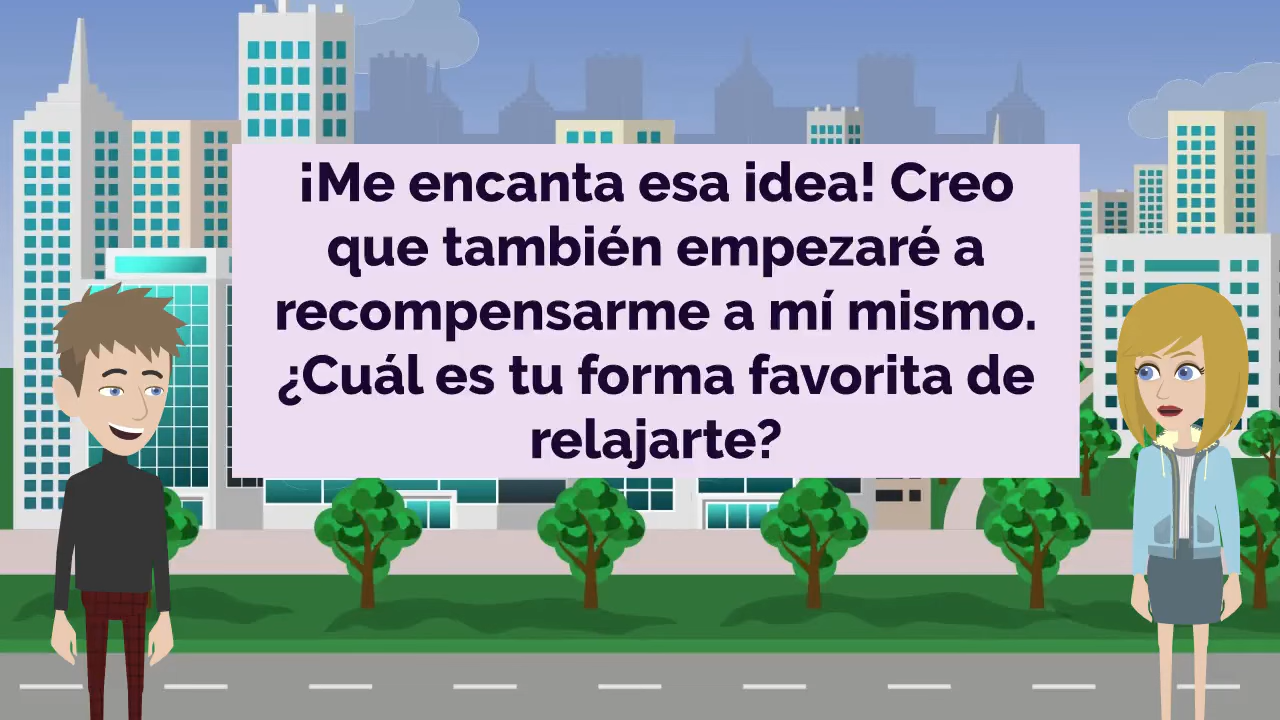 ¡Me encanta esa idea! Creo
que también empezaré a
recompensarme a mí mismo.
¿Cuál es tu forma favorita de
relajarte?